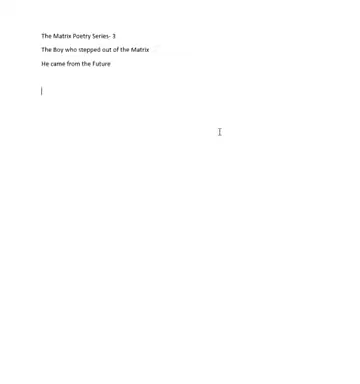 The Matrix Poetry Series- 3
The Boy who stepped out of the Matrix
He came from the Future